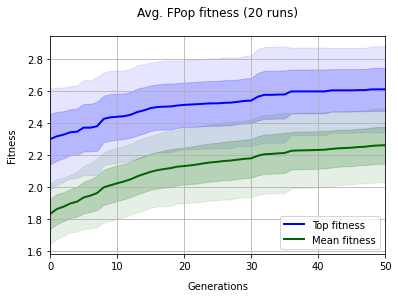 Avg. FPop fitness (20 runs)
Fitness
2.8
2.6
2.4
2.2
2.0
1.8
1.6
0 10 20 30 40 50
Generations
Top fitness
Mean fitness